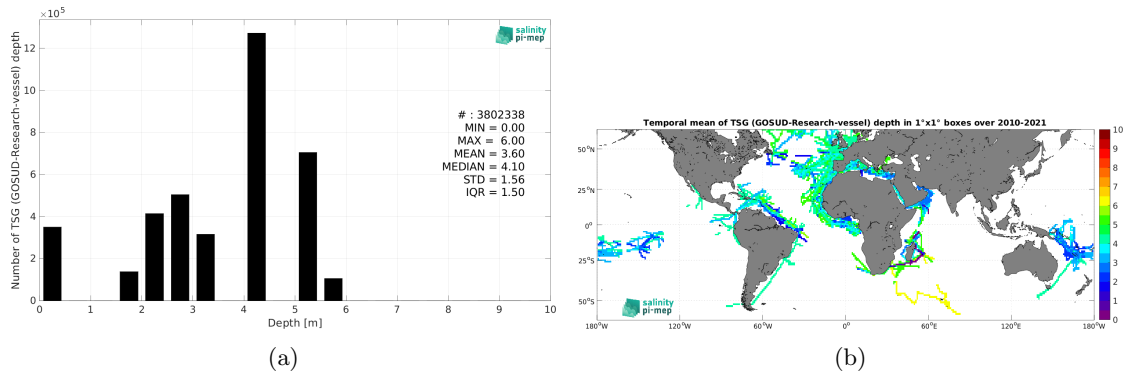 ×10⁵
12
10
8
6
4
2
0
Number of TSG (GOSUD-Research-vessel) depth
salinity
pi-mep
# : 3802338
MIN = 0.00
MAX = 6.00
MEAN = 3.60
MEDIAN = 4.10
STD = 1.56
IQR = 1.50
0 1 2 3 4 5 6 7 8 9 10
Depth [m]
(a)
Temporal mean of TSG (GOSUD-Research-vessel) depth in 1°x1° boxes over 2010-2021
50°N
25°N
0°
25°S
50°S
salinity
pi-mep
180°W 120°W 60°W 0° 60°E 120°E 180°E
10
9
8
7
6
5
4
3
2
1
0
(b)